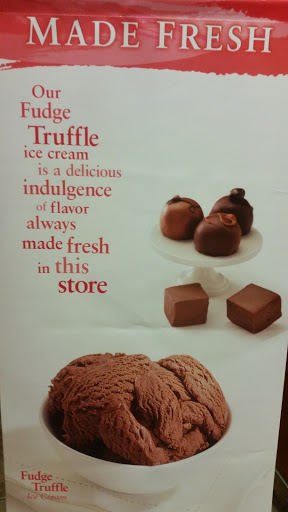 MADE FRESH
Our
Fudge
Truffle
ice cream
is a delicious
indulgence
of flavor
always
made fresh
in this
store
Fudge
Truffle
Ice Cream